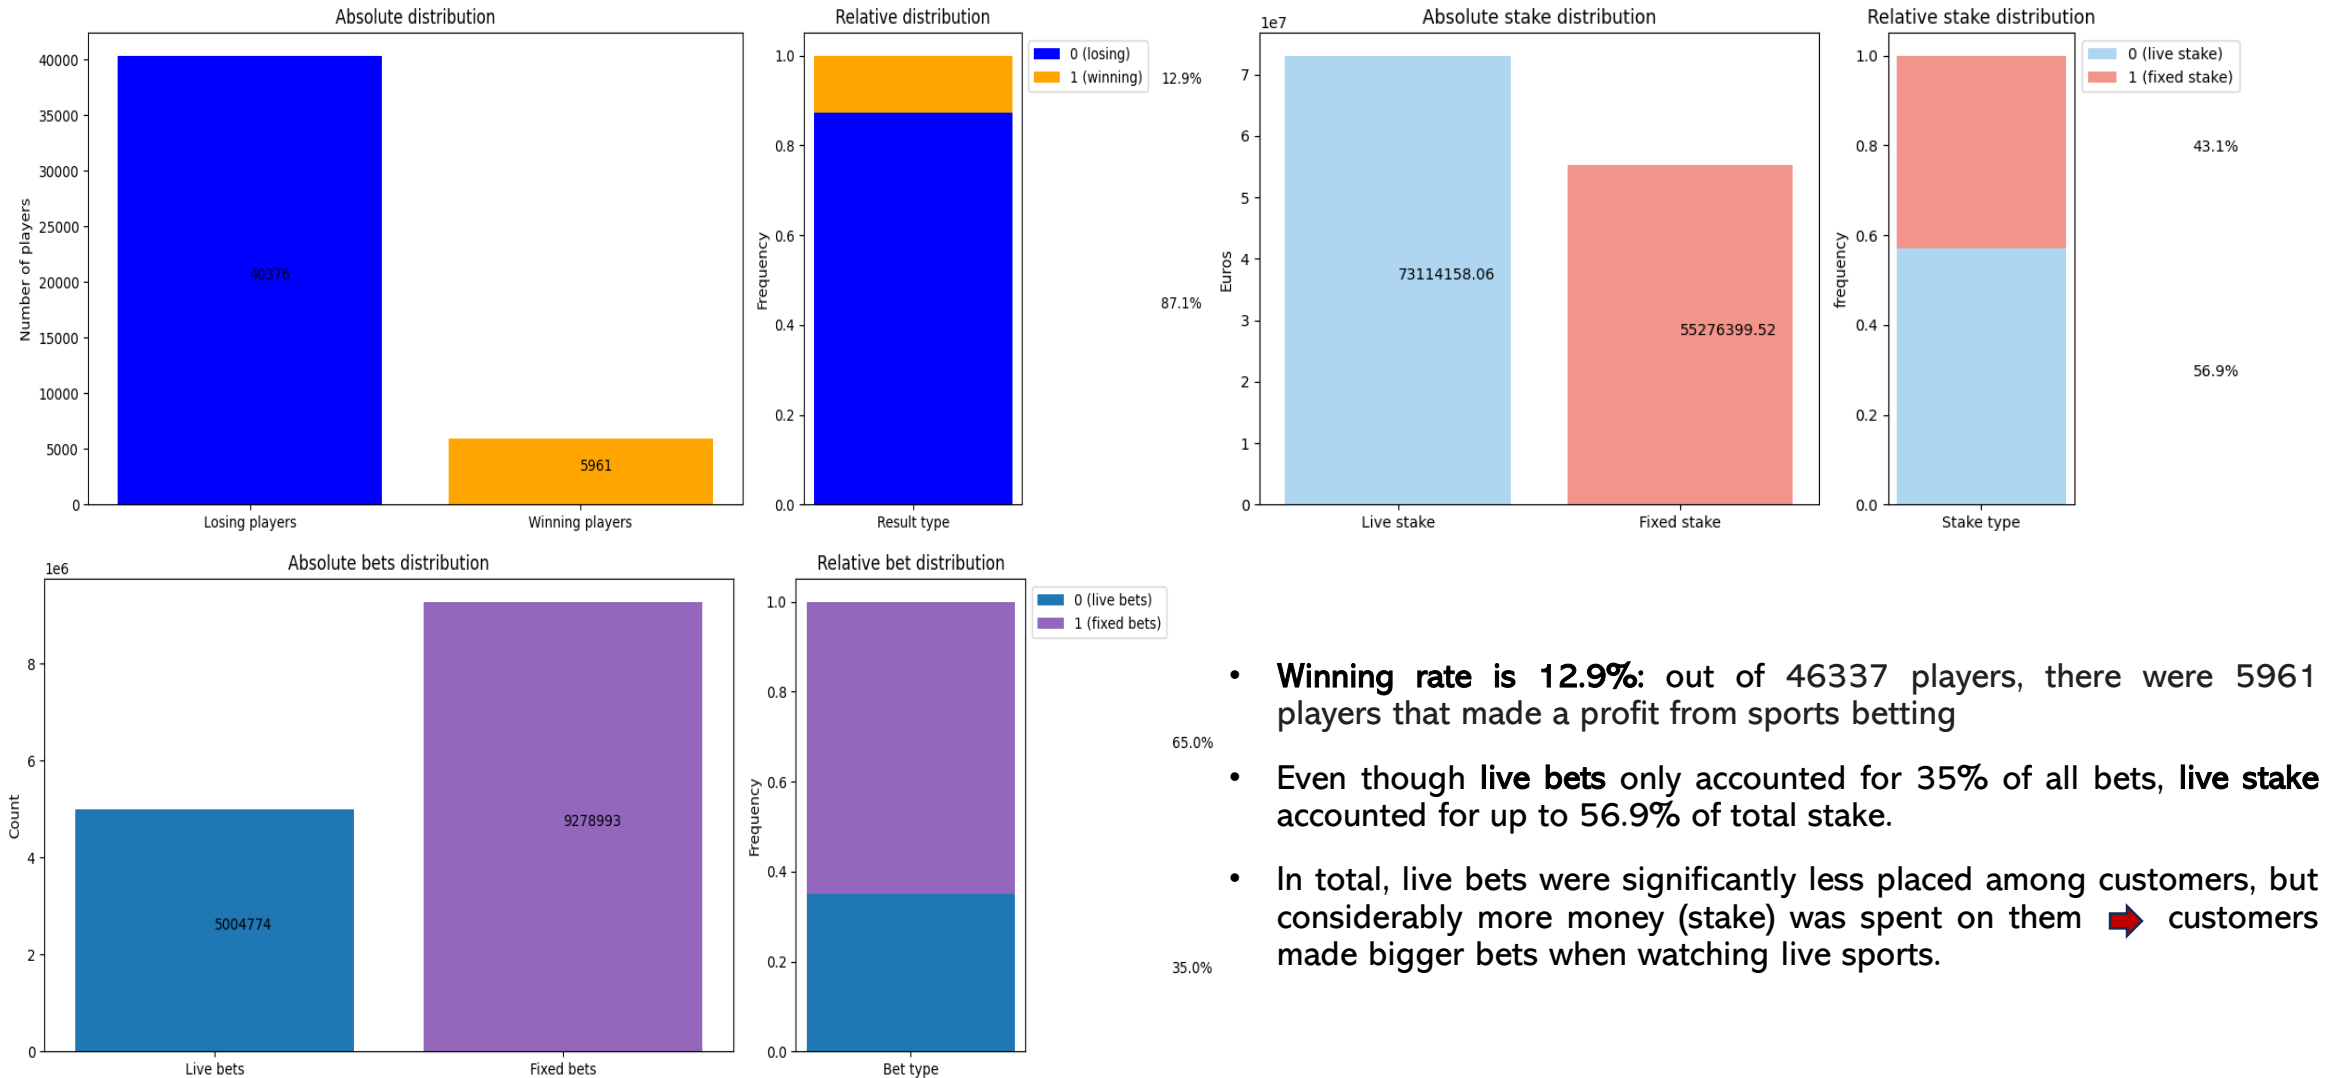 Absolute distribution
Number of players
40000
35000
30000
25000
20000
15000
10000
5000
0
40376
5961
Losing players
Winning players
Relative distribution
Frequency
1.0
0.8
0.6
0.4
0.2
0.0
Result type
0 (losing)
1 (winning)
12.9%
87.1%
Absolute stake distribution
1e7
Euros
7
6
5
4
3
2
1
0
73114158.06
55276399.52
Live stake
Fixed stake
Relative stake distribution
frequency
1.0
0.8
0.6
0.4
0.2
0.0
Stake type
0 (live stake)
1 (fixed stake)
43.1%
56.9%
Absolute bets distribution
1e6
Count
8
6
4
2
0
5004774
9278993
Live bets
Fixed bets
Relative bet distribution
Frequency
1.0
0.8
0.6
0.4
0.2
0.0
Bet type
0 (live bets)
1 (fixed bets)
65.0%
35.0%
• Winning rate is 12.9%: out of 46337 players, there were 5961
players that made a profit from sports betting
• Even though live bets only accounted for 35% of all bets, live stake
accounted for up to 56.9% of total stake.
• In total, live bets were significantly less placed among customers, but
considerably more money (stake) was spent on them customers
made bigger bets when watching live sports.